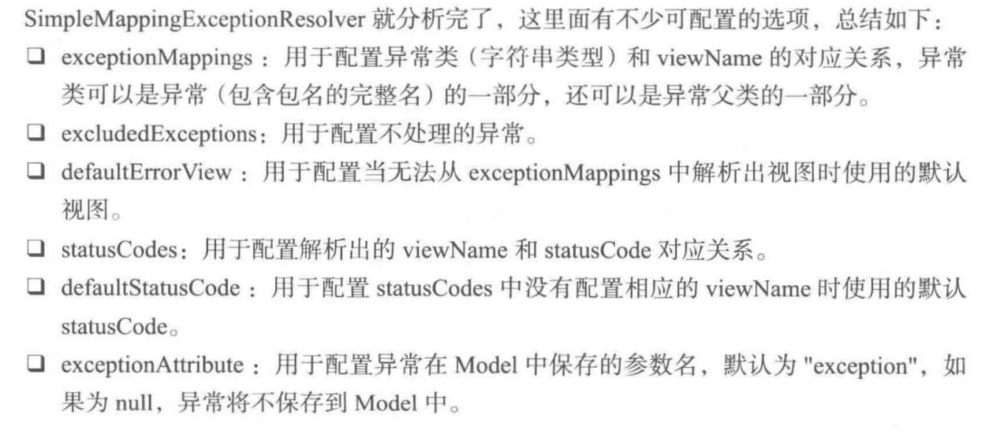 SimpleMappingExceptionResolver 就分析完了，这里面有不少可配置的选项，总结如下：
❑ exceptionMappings：用于配置异常类（字符串类型）和 viewName 的对应关系，异常
类可以是异常（包含包名的完整名）的一部分，还可以是异常父类的一部分。
❑ excludedExceptions：用于配置不处理的异常。
❑ defaultErrorView：用于配置当无法从 exceptionMappings 中解析出视图时使用的默认
视图。
❑ statusCodes：用于配置解析出的 viewName 和 statusCode 对应关系。
❑ defaultStatusCode：用于配置 statusCodes 中没有配置相应的 viewName 时使用的默认
statusCode。
❑ exceptionAttribute：用于配置异常在 Model 中保存的参数名，默认为 "exception"，如
果为 null，异常将不保存到 Model 中。